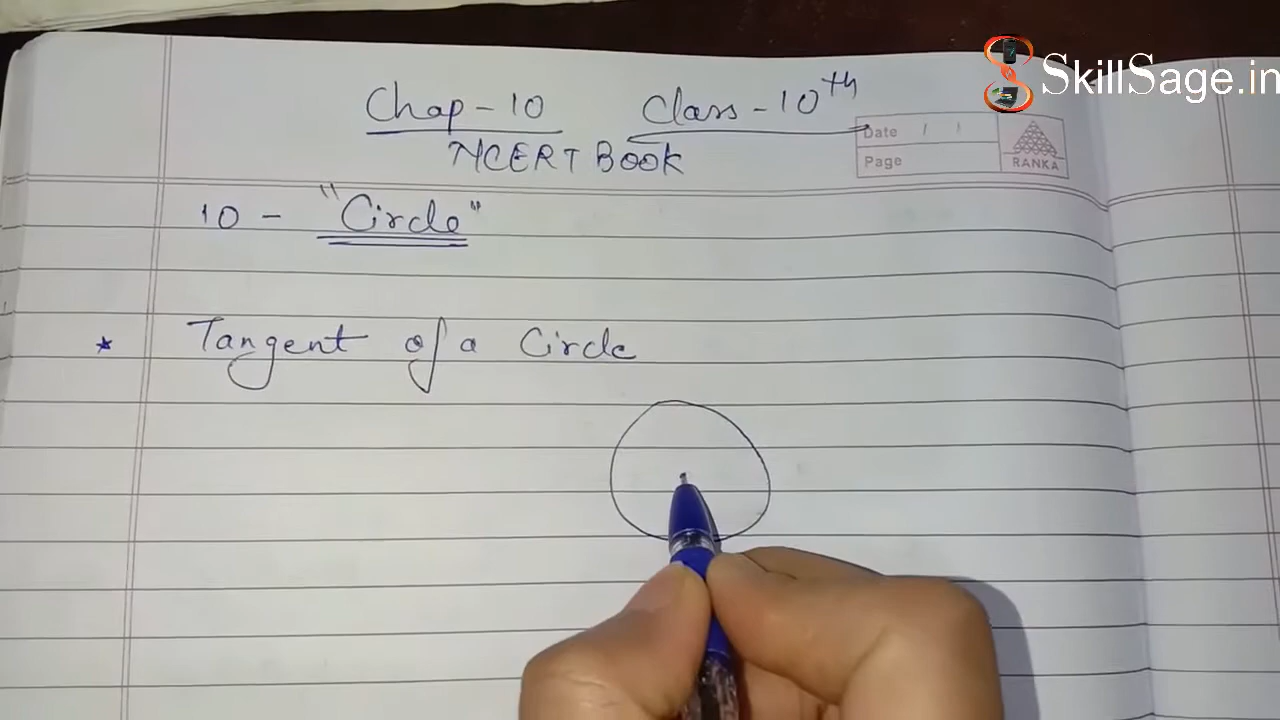 SkillSage.in
Chap-10 Class-10th
NCERT Book
Date / /
Page
RANKA
10 - "Circle"
* Tangent of a Circle